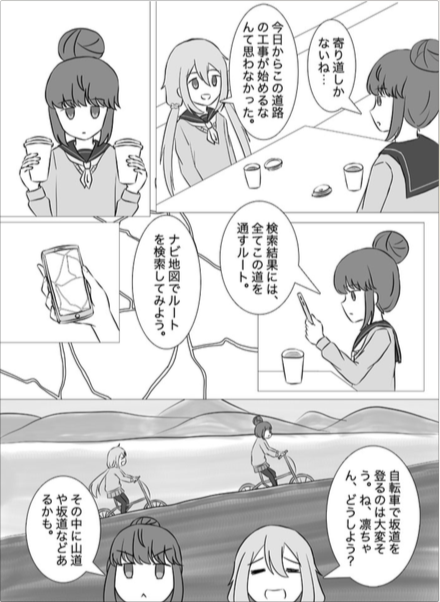 今日からこの道路
の工事が始めるな
んて思わなかった。
寄り道しか
ないね…
ナビ地図でルート
を検索してみよう。
検索結果には、
全てこの道を
通すルート。
自転車で坂道を
登るのは大変そ
う。ね、凛ちゃ
ん、どうしよう?
その中に山道
や坂道などあ
るかも。